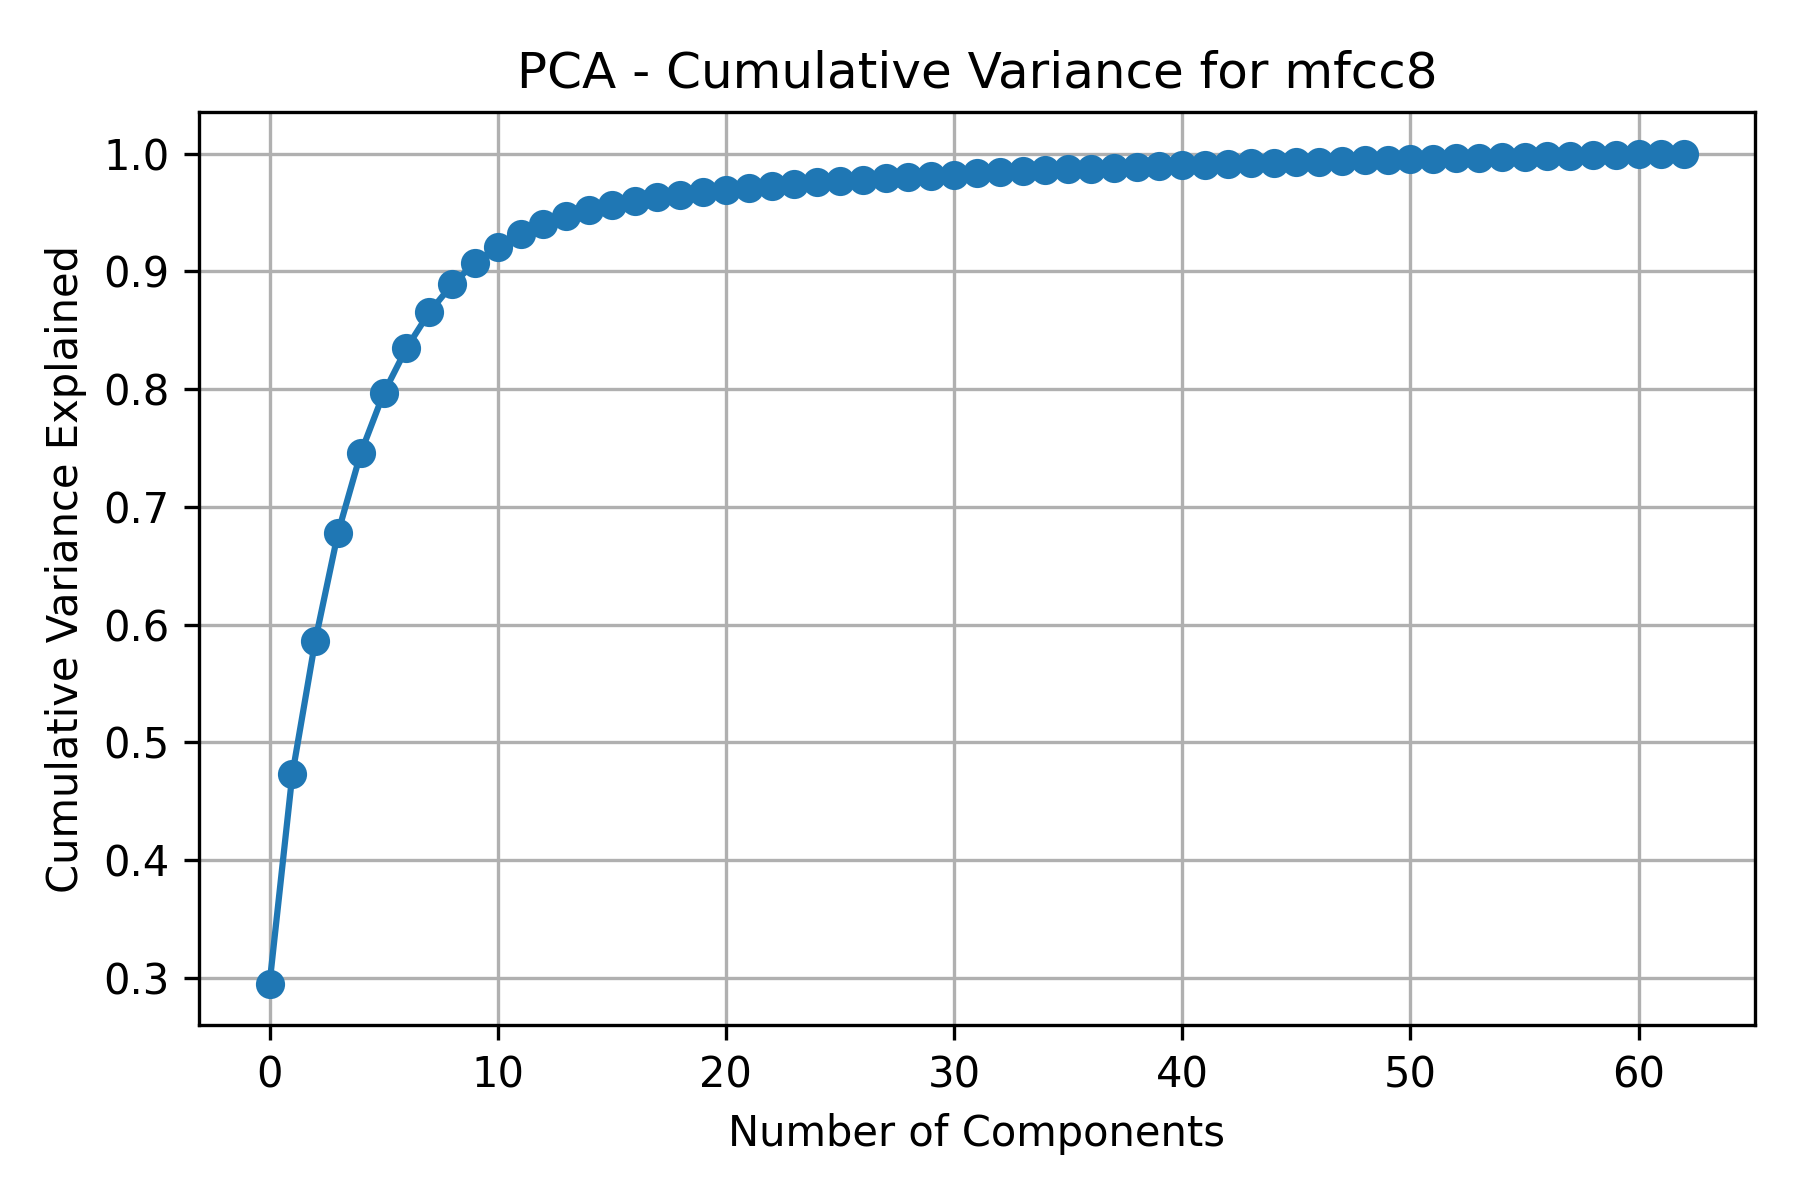 PCA - Cumulative Variance for mfcc8
Cumulative Variance Explained
1.0
0.9
0.8
0.7
0.6
0.5
0.4
0.3
0 10 20 30 40 50 60
Number of Components